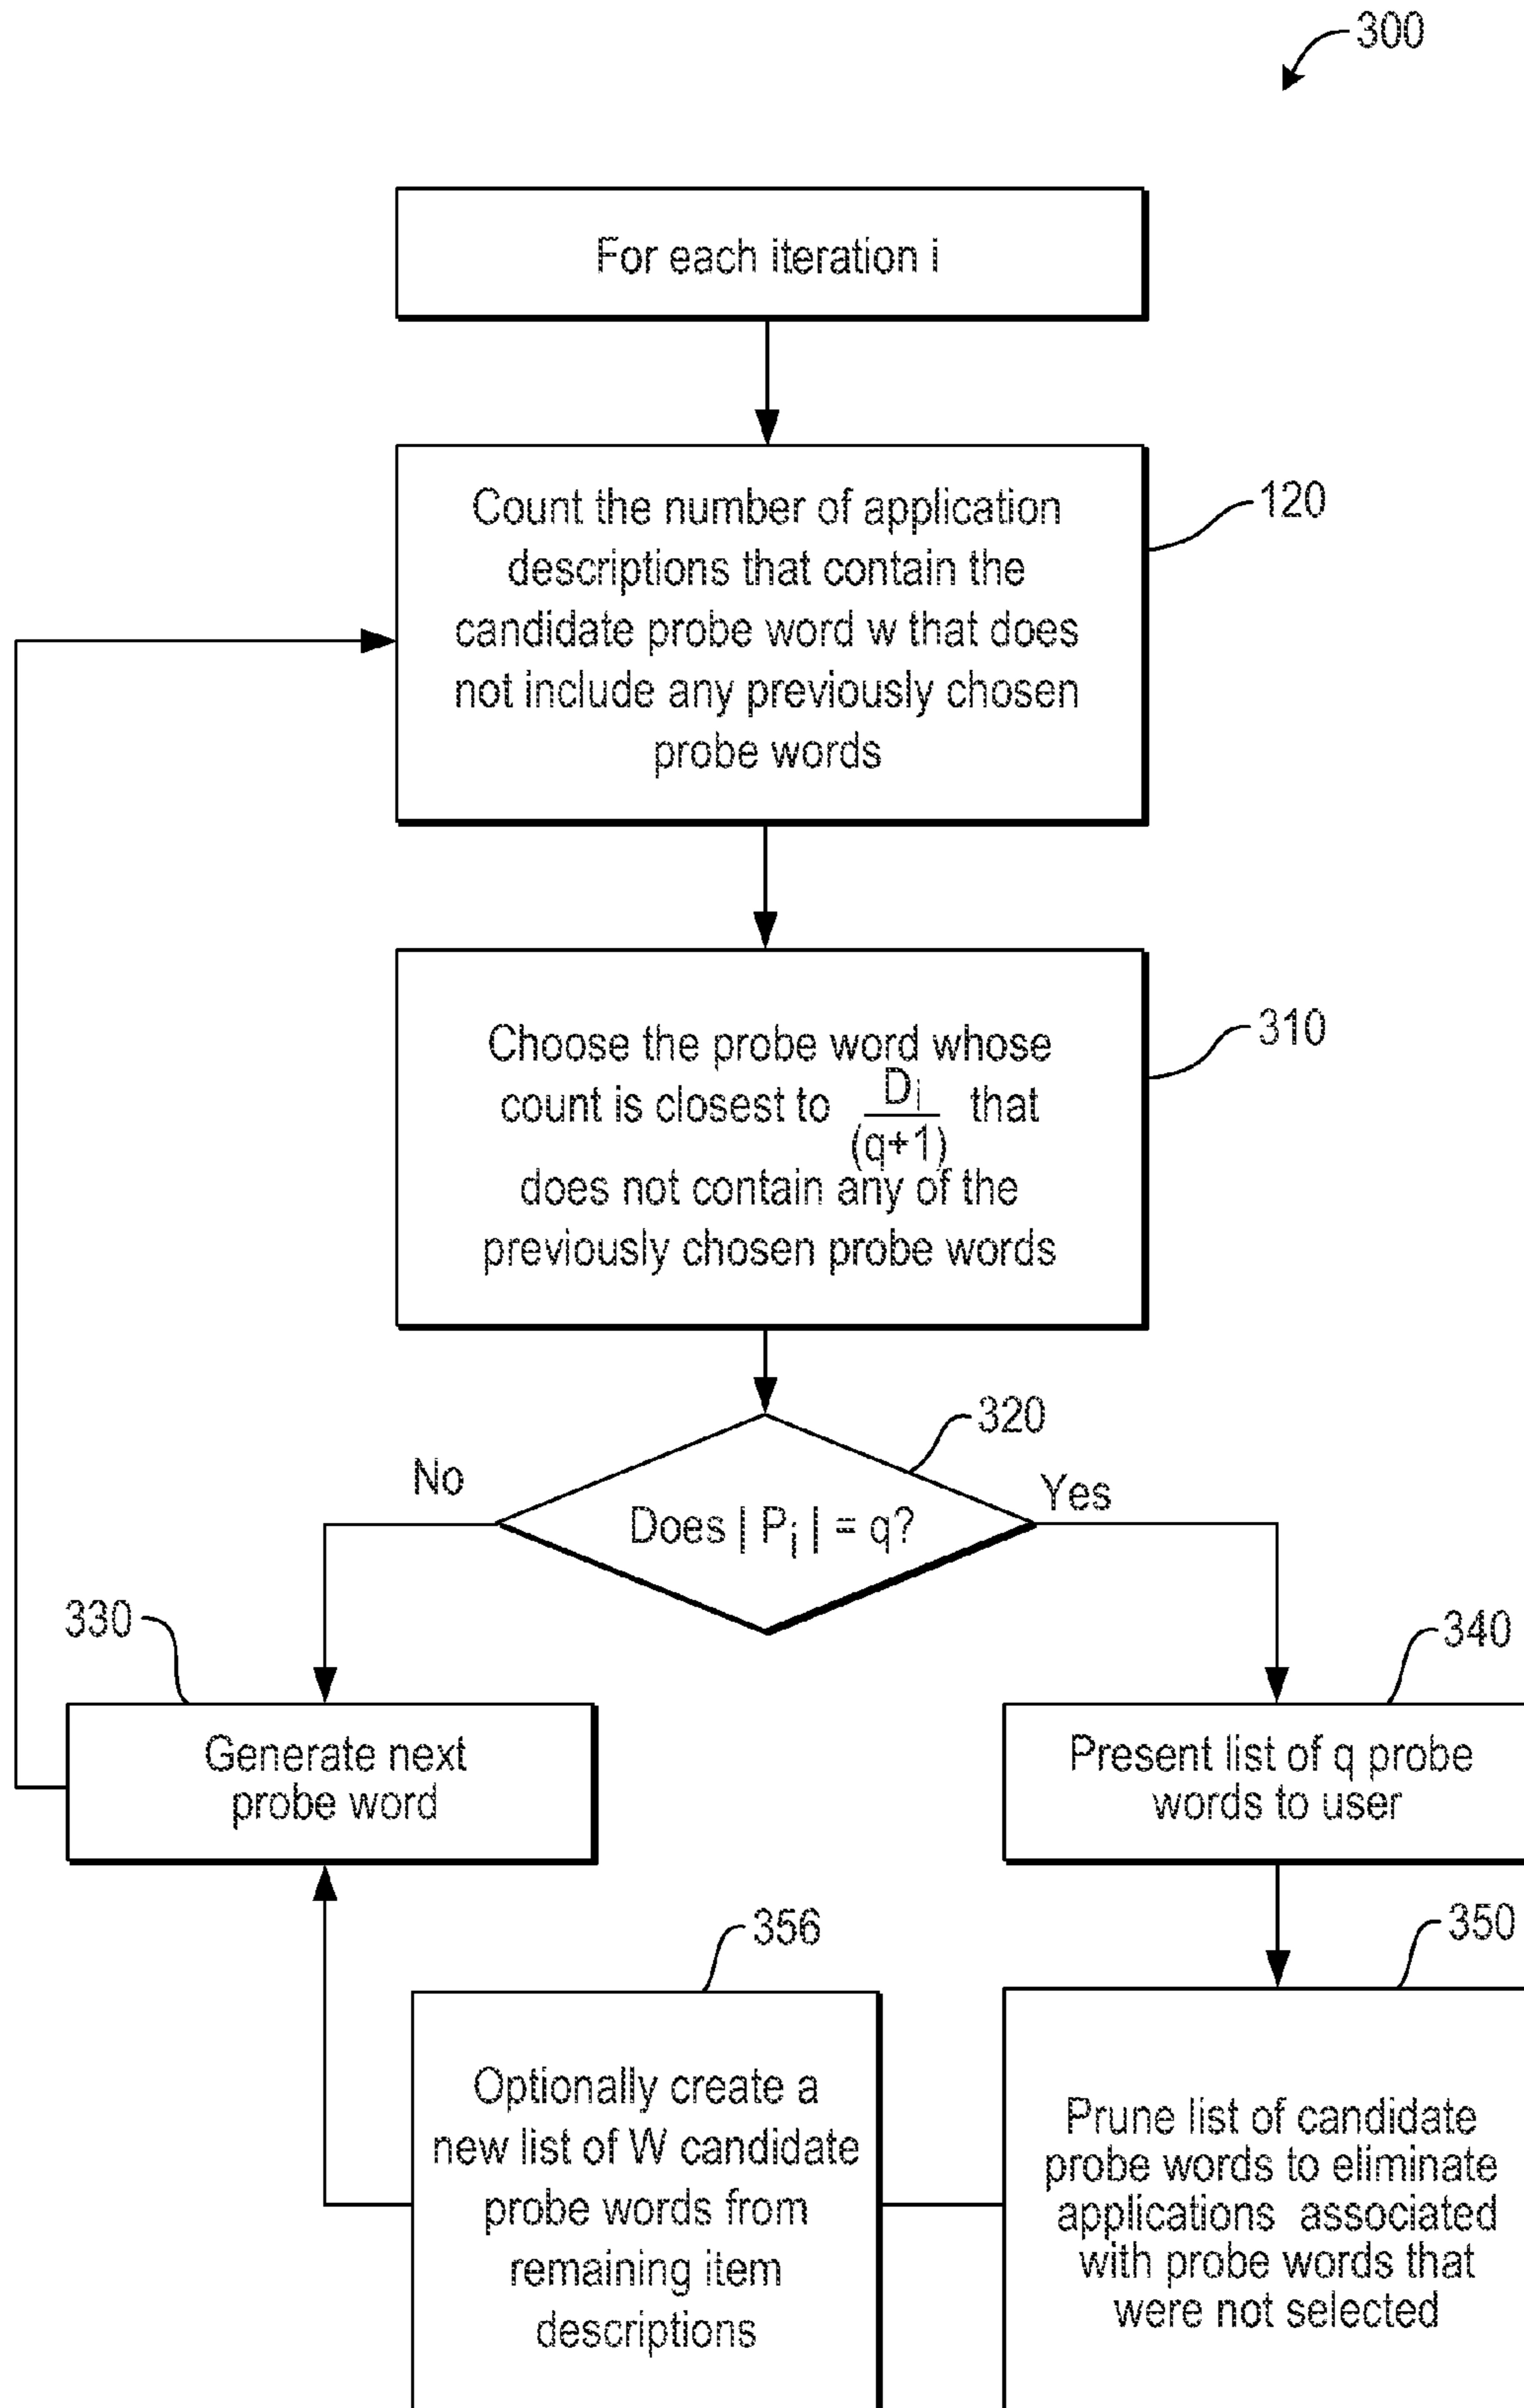 300
For each iteration i
Count the number of application
descriptions that contain the
candidate probe word w that does
not include any previously chosen
probe words
120
Choose the probe word whose
count is closest to D_i/(q+1) that
does not contain any of the
previously chosen probe words
310
320
No
Does | P_i | = q?
Yes
330
Generate next
probe word
340
Present list of q probe
words to user
356
Optionally create a
new list of W candidate
probe words from
remaining item
descriptions
350
Prune list of candidate
probe words to eliminate
applications associated
with probe words that
were not selected